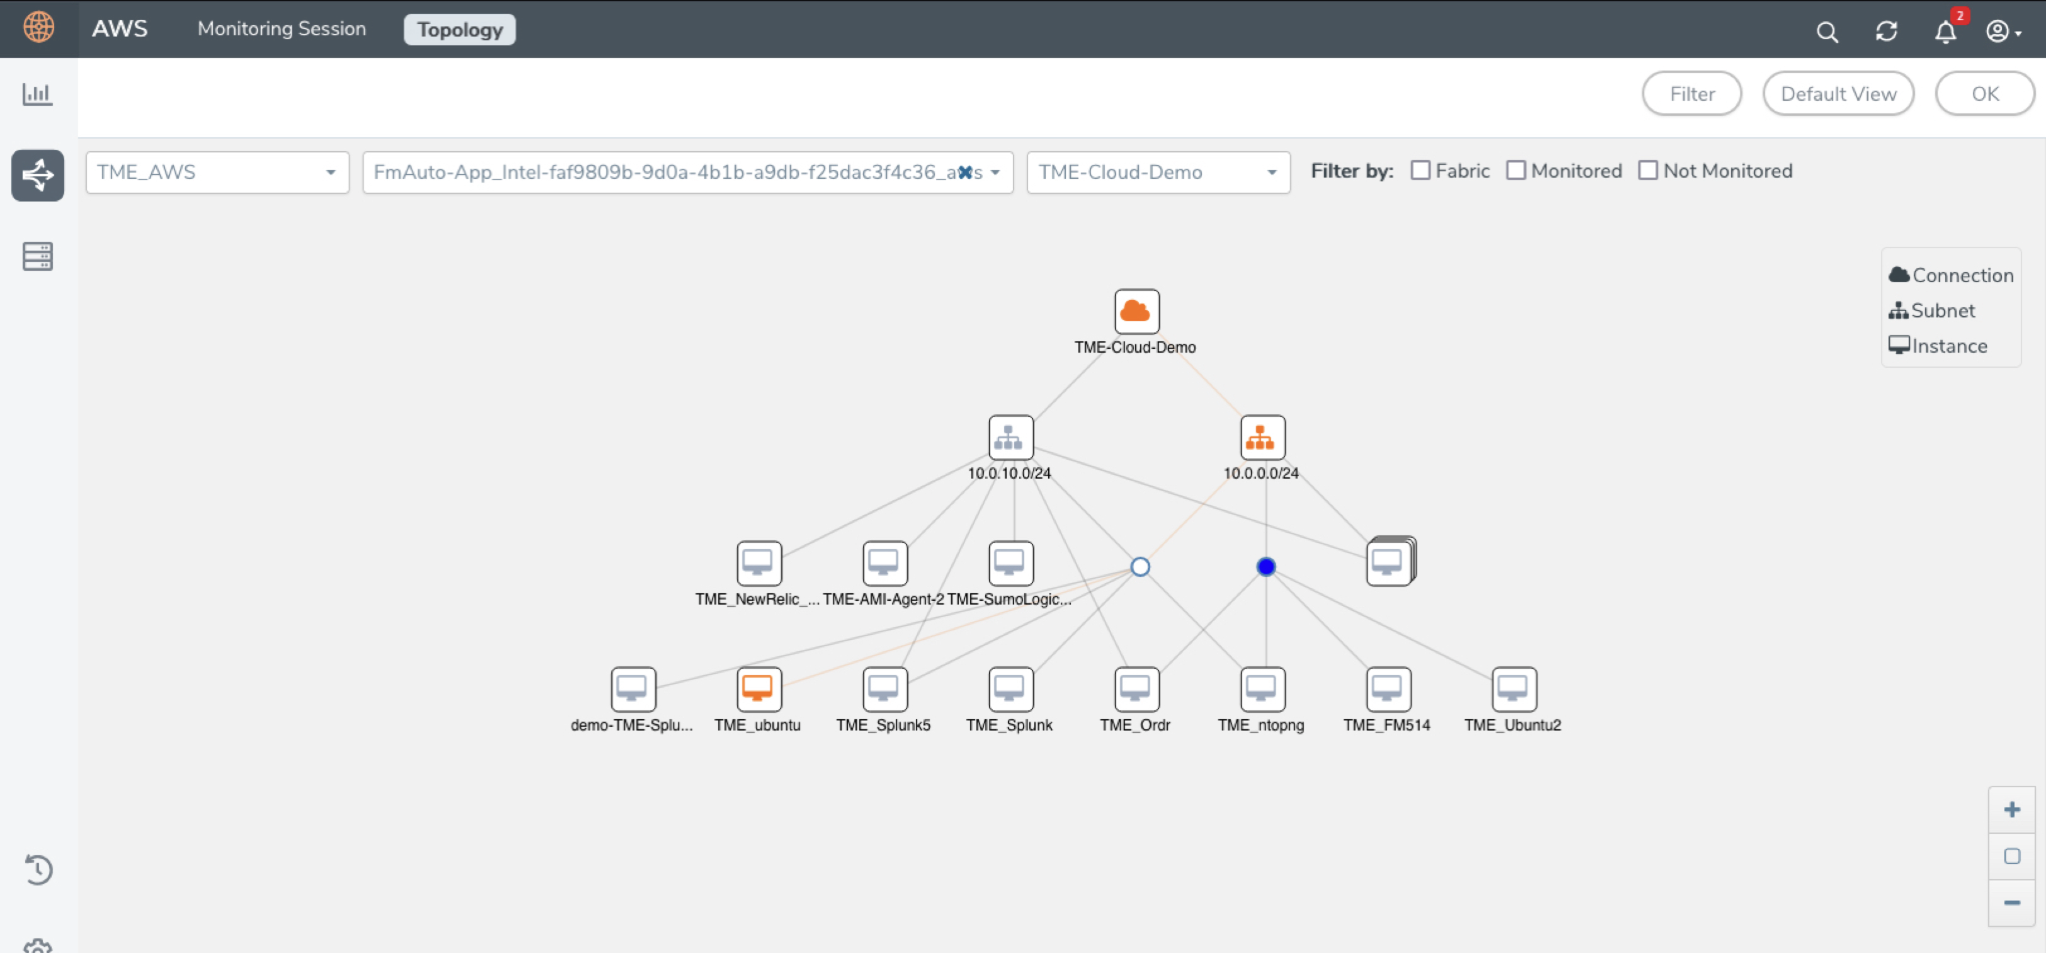 AWS Monitoring Session Topology 2
Filter Default View OK
TME_AWS FmAuto-App_Intel-faf9809b-9d0a-4b1b-a9db-f25dac3f4c36_a s TME-Cloud-Demo Filter by: Fabric Monitored Not Monitored
Connection
Subnet
Instance
TME-Cloud-Demo
10.0.10.0/24 10.0.0.0/24
TME_NewRelic_... TME-AMI-Agent-2 TME-SumoLogic...
demo-TME-Splu... TME_ubuntu TME_Splunk5 TME_Splunk TME_Ordr TME_ntopng TME_FM514 TME_Ubuntu2